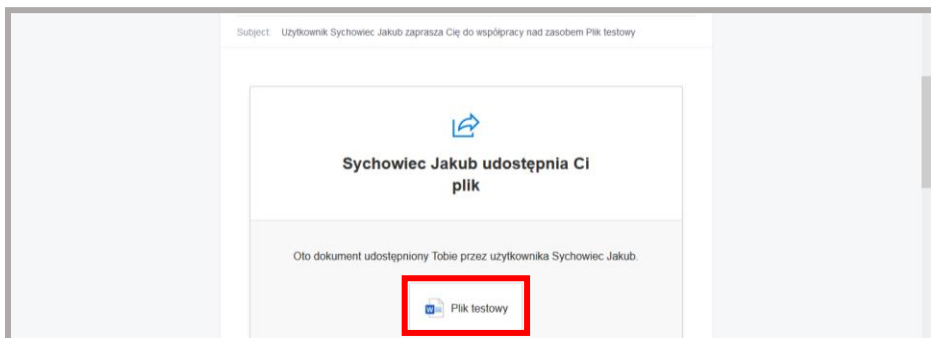 Subject: Użytkownik Sychowiec Jakub zaprasza Cię do współpracy nad zasobem Plik testowy
Sychowiec Jakub udostępnia Ci
plik
Oto dokument udostępniony Tobie przez użytkownika Sychowiec Jakub.
Plik testowy